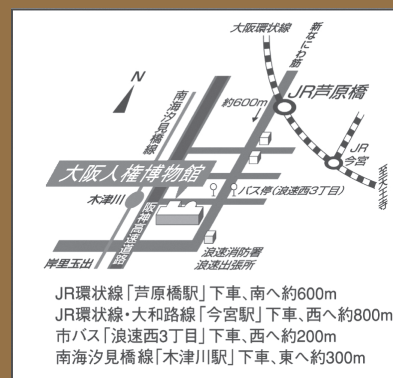 大阪環状線
新なにわ筋
N
南海汐見橋線
約600m
JR芦原橋
JR
今宮
至天王寺
大阪人権博物館
バス停(浪速西3丁目)
木津川
阪神高速道路
岸里玉出
浪速消防署
浪速出張所
JR環状線「芦原橋駅」下車、南へ約600m
JR環状線・大和路線「今宮駅」下車、西へ約800m
市バス「浪速西3丁目」下車、西へ約200m
南海汐見橋線「木津川駅」下車、東へ約300m